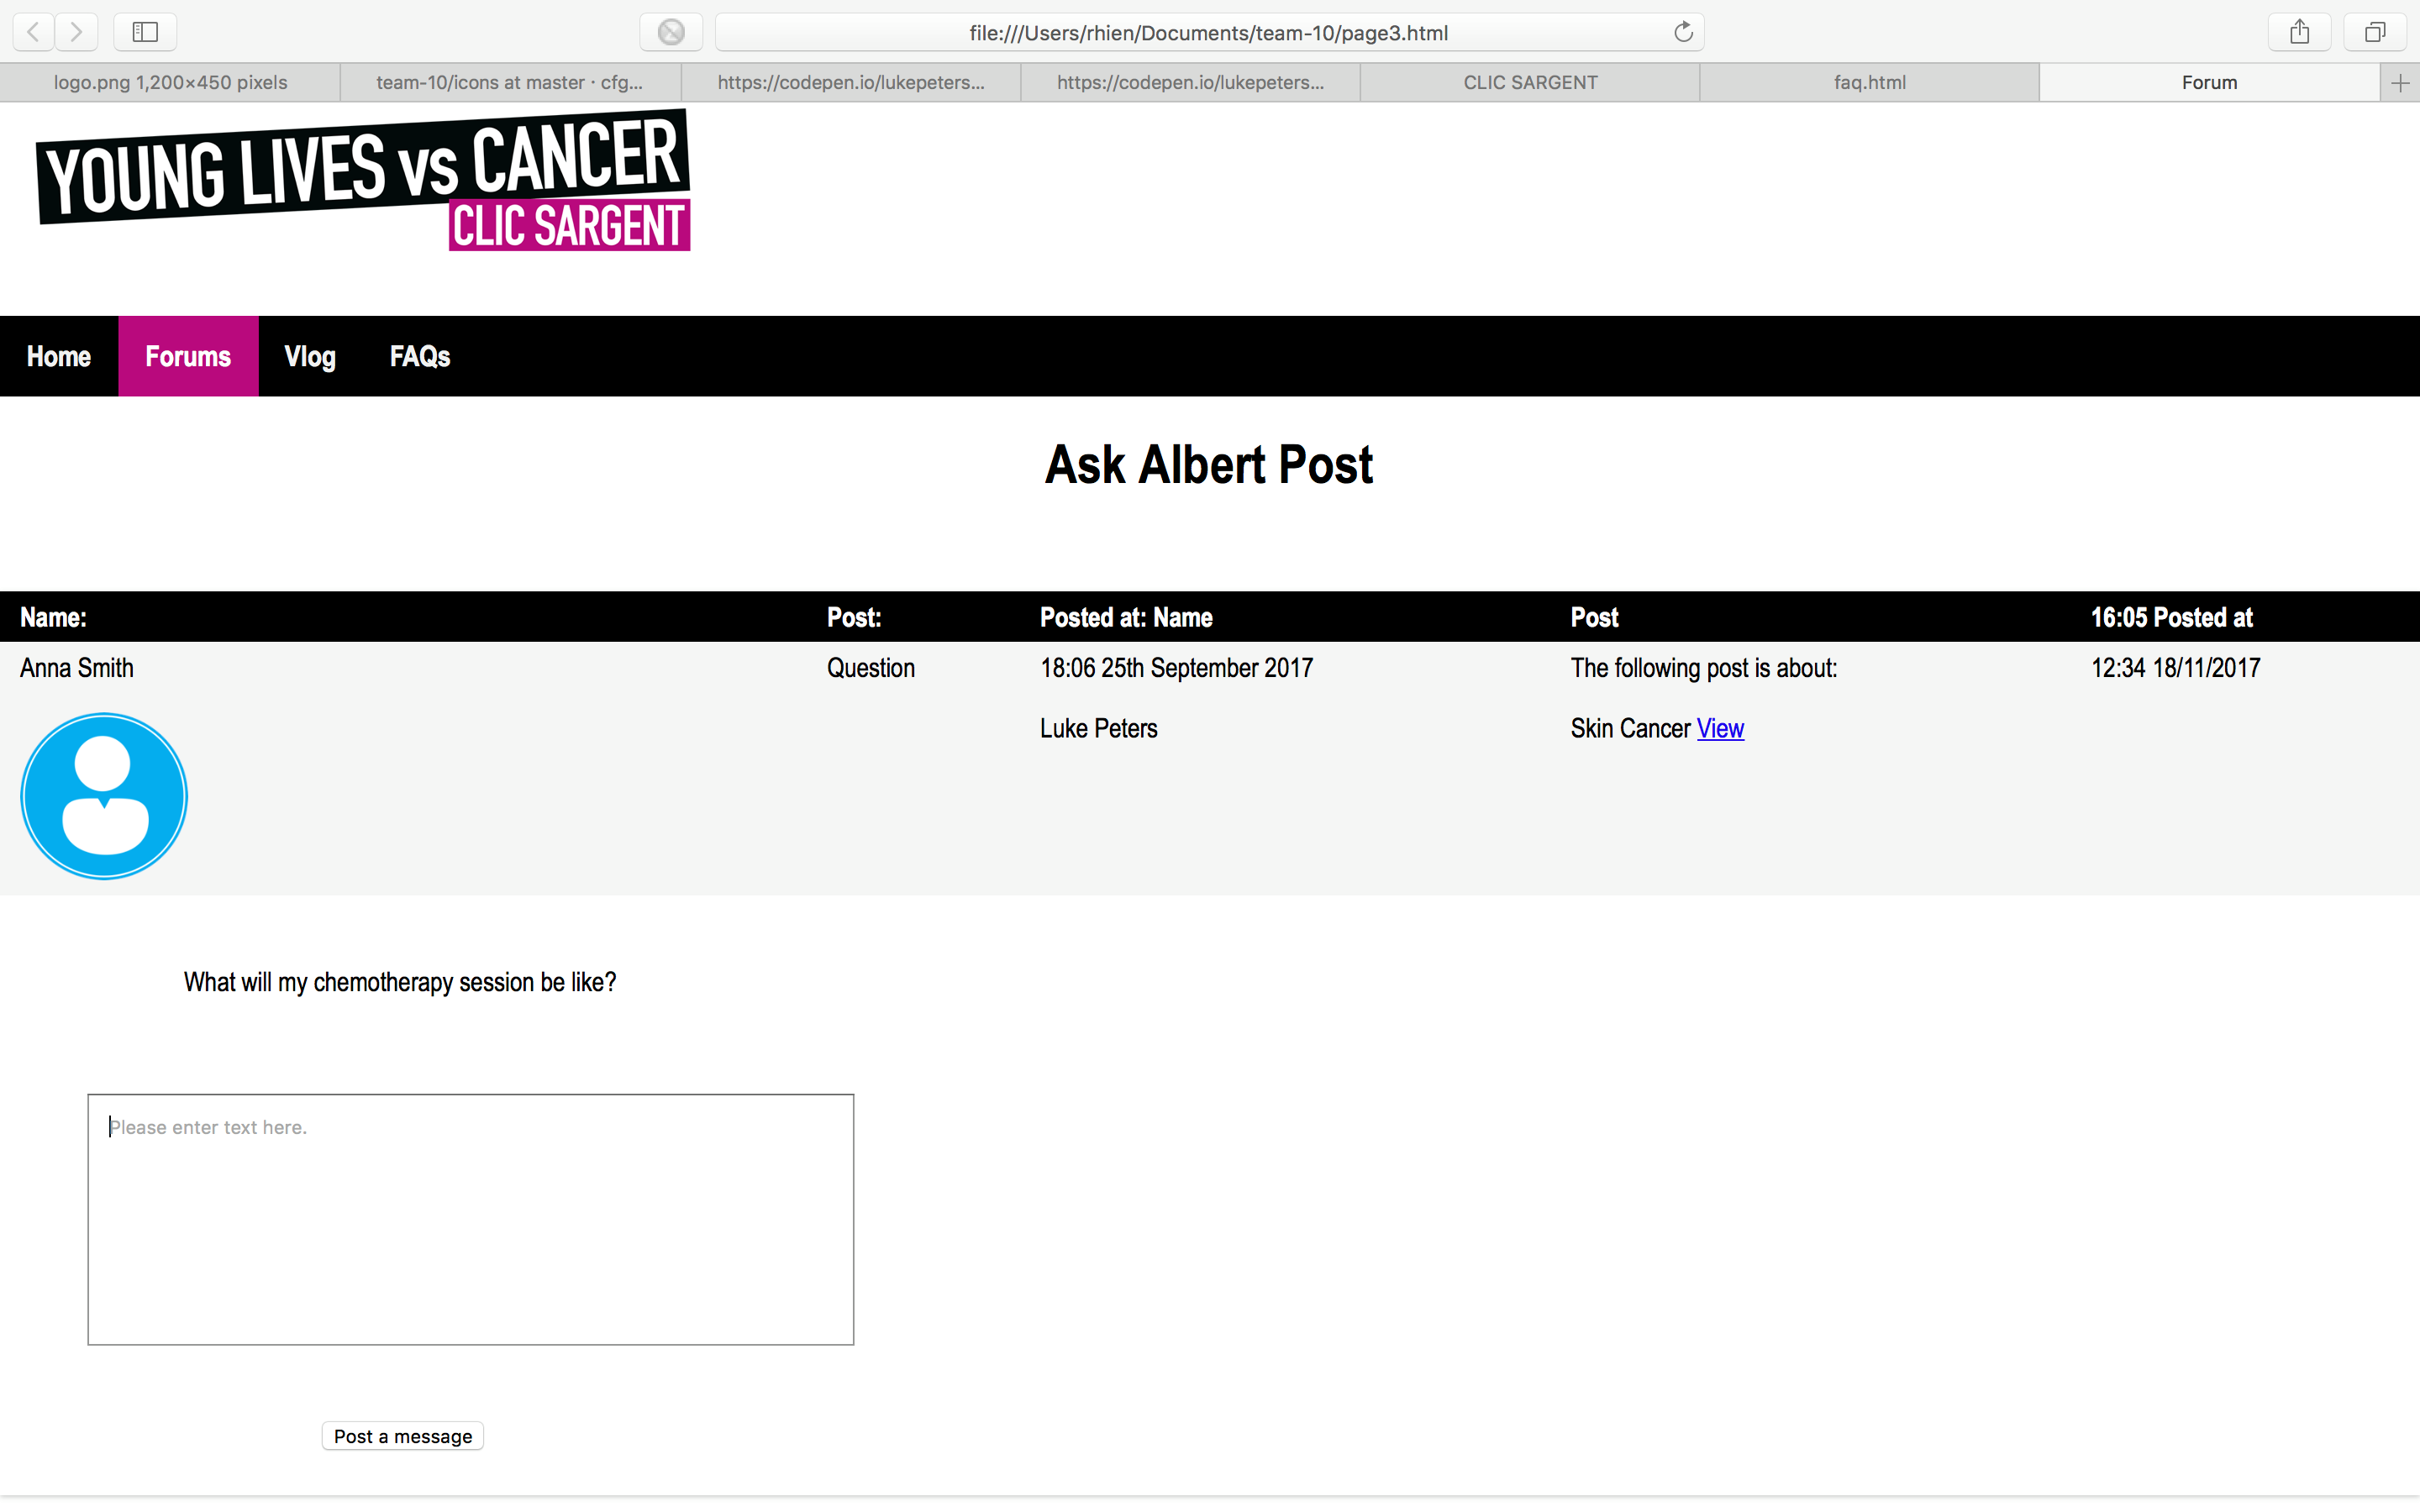 file:///Users/rhien/Documents/team-10/page3.html
logo.png 1,200×450 pixels
team-10/icons at master · cfg...
https://codepen.io/lukepeters...
https://codepen.io/lukepeters...
CLIC SARGENT
faq.html
Forum
YOUNG LIVES vs CANCER
CLIC SARGENT
Home Forums Vlog FAQs
Ask Albert Post
Name: Post: Posted at: Name Post 16:05 Posted at
Anna Smith Question 18:06 25th September 2017 The following post is about: 12:34 18/11/2017
Luke Peters Skin Cancer View
What will my chemotherapy session be like?
Please enter text here.
Post a message